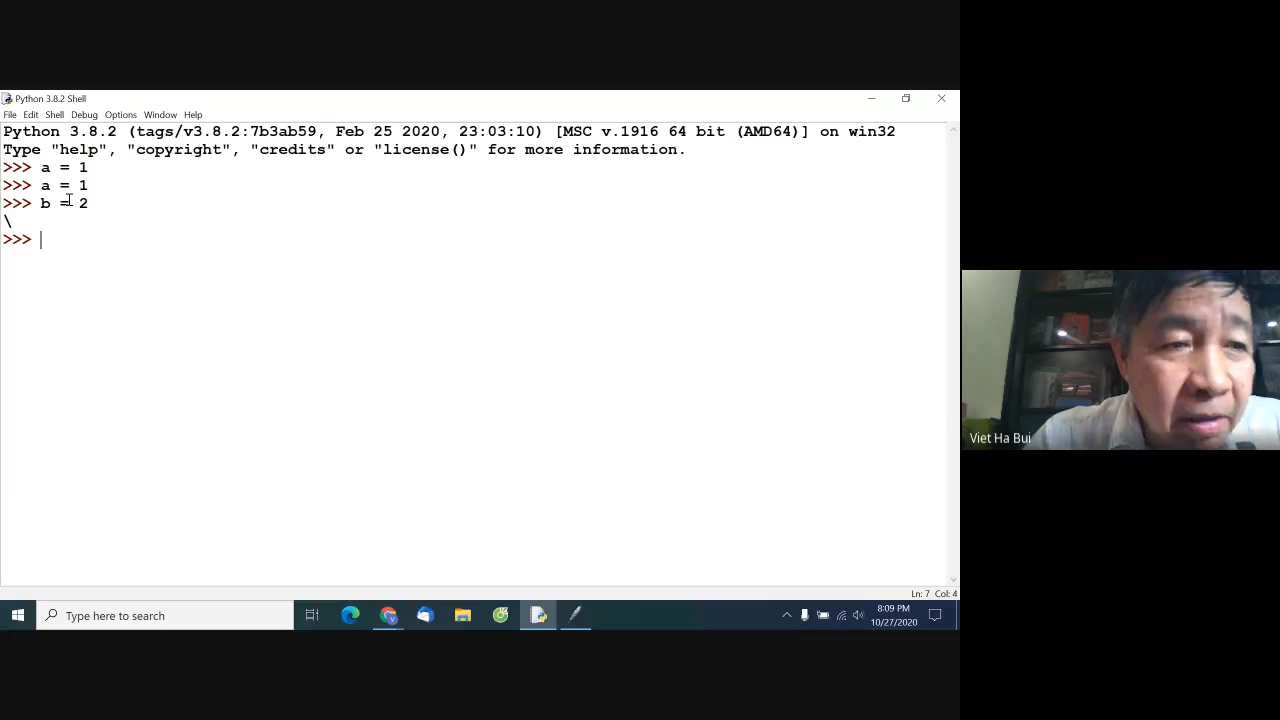 Python 3.8.2 Shell
File Edit Shell Debug Options Window Help
Python 3.8.2 (tags/v3.8.2:7b3ab59, Feb 25 2020, 23:03:10) [MSC v.1916 64 bit (AMD64)] on win32
Type "help", "copyright", "credits" or "license()" for more information.
>>> a = 1
>>> a = 1
>>> b = 2
\
>>>
Viet Ha Bui
Ln: 7 Col: 4
Type here to search
8:09 PM
10/27/2020